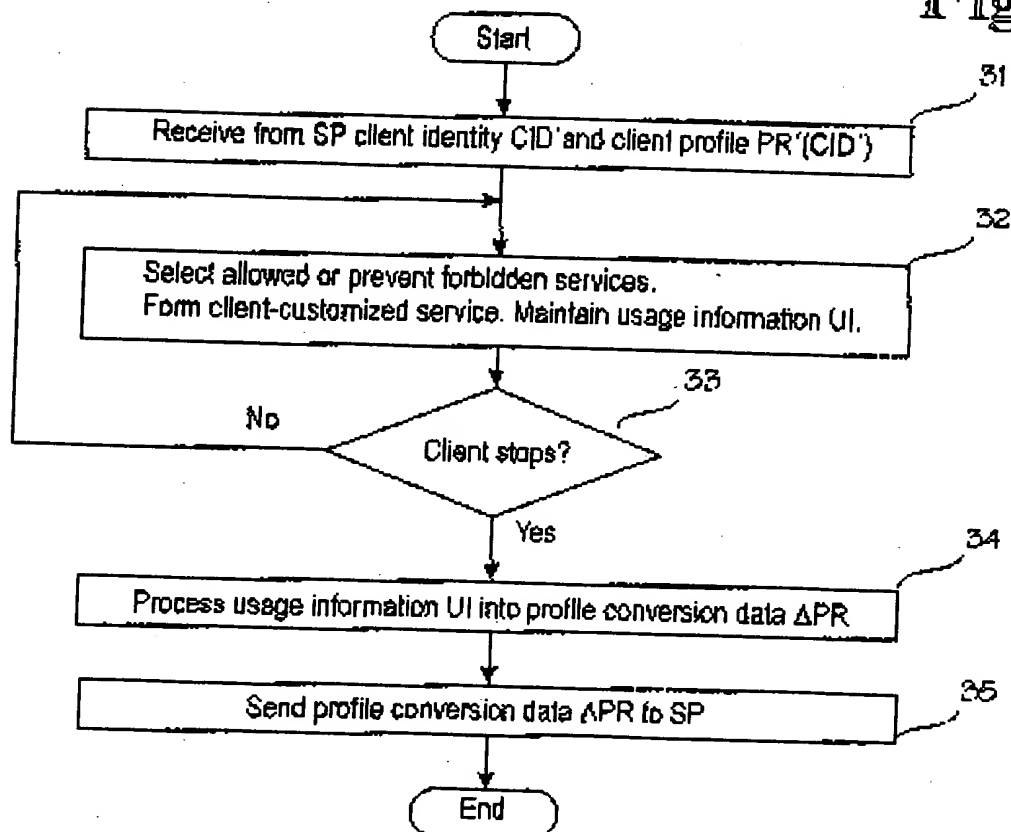 Fig
Start
31
Receive from SP client identity CID' and client profile PR'(CID')
32
Select allowed or prevent forbidden services.
Form client-customized service. Maintain usage information UI.
33
No
Client stops?
Yes
34
Process usage information UI into profile conversion data ΔPR
35
Send profile conversion data ΔPR to SP
End